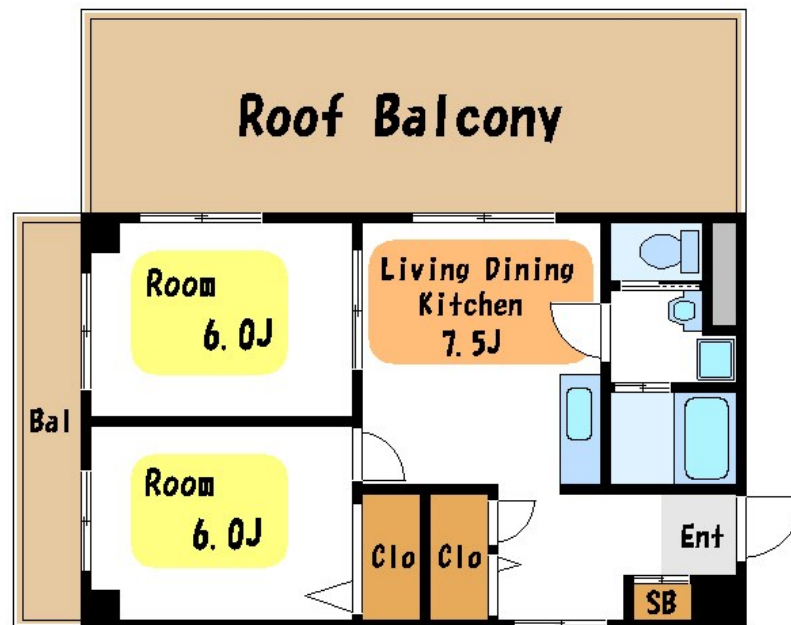 Roof Balcony
Room
6.0J
Living Dining
Kitchen
7.5J
Bal
Room
6.0J
Clo
Clo
Ent
SB